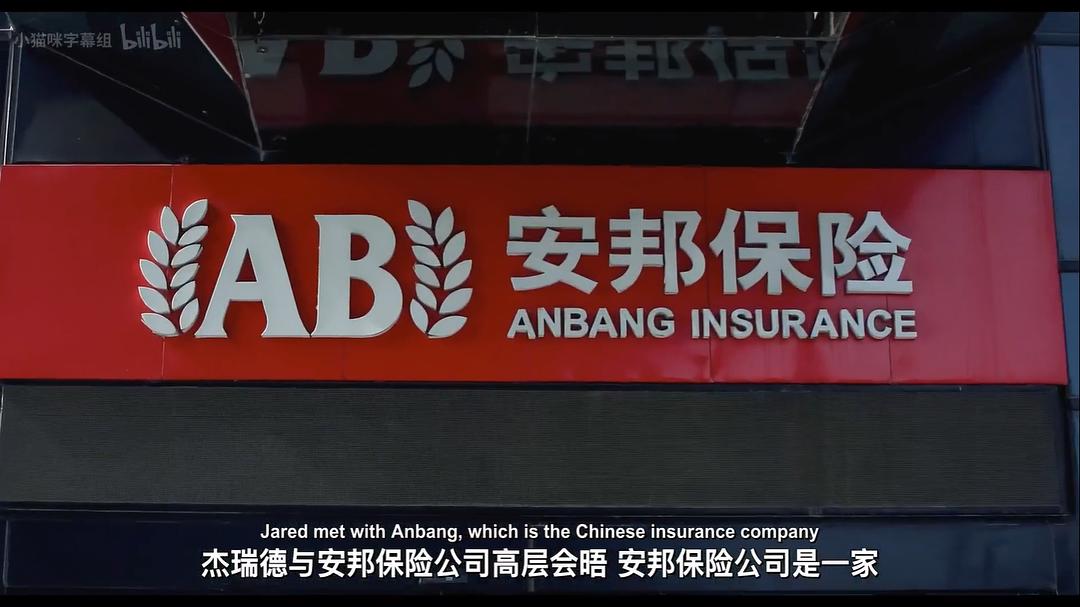 小猫咪字幕组 bilibili
AB 安邦保险
ANBANG INSURANCE
Jared met with Anbang, which is the Chinese insurance company
杰瑞德与安邦保险公司高层会晤 安邦保险公司是一家